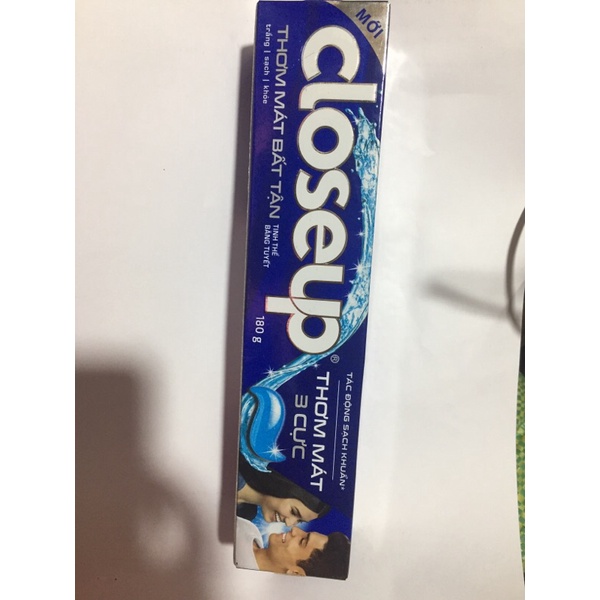 MỚI
closeup®
THƠM MÁT BẤT TẬN
trắng | sạch | khỏe
TINH THỂ
BĂNG TUYẾT
180 g
TÁC ĐỘNG SẠCH KHUẨN*
THƠM MÁT
3 CỰC